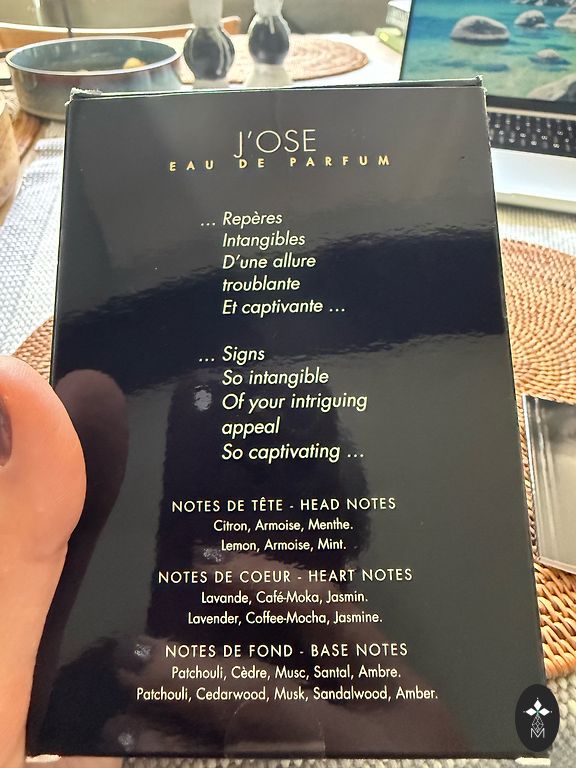 J'OSE
EAU DE PARFUM
... Repères
Intangibles
D'une allure
troublante
Et captivante ...
... Signs
So intangible
Of your intriguing
appeal
So captivating ...
NOTES DE TÊTE - HEAD NOTES
Citron, Armoise, Menthe.
Lemon, Armoise, Mint.
NOTES DE COEUR - HEART NOTES
Lavande, Café-Moka, Jasmin.
Lavender, Coffee-Mocha, Jasmine.
NOTES DE FOND - BASE NOTES
Patchouli, Cèdre, Musc, Santal, Ambre.
Patchouli, Cedarwood, Musk, Sandalwood, Amber.
M